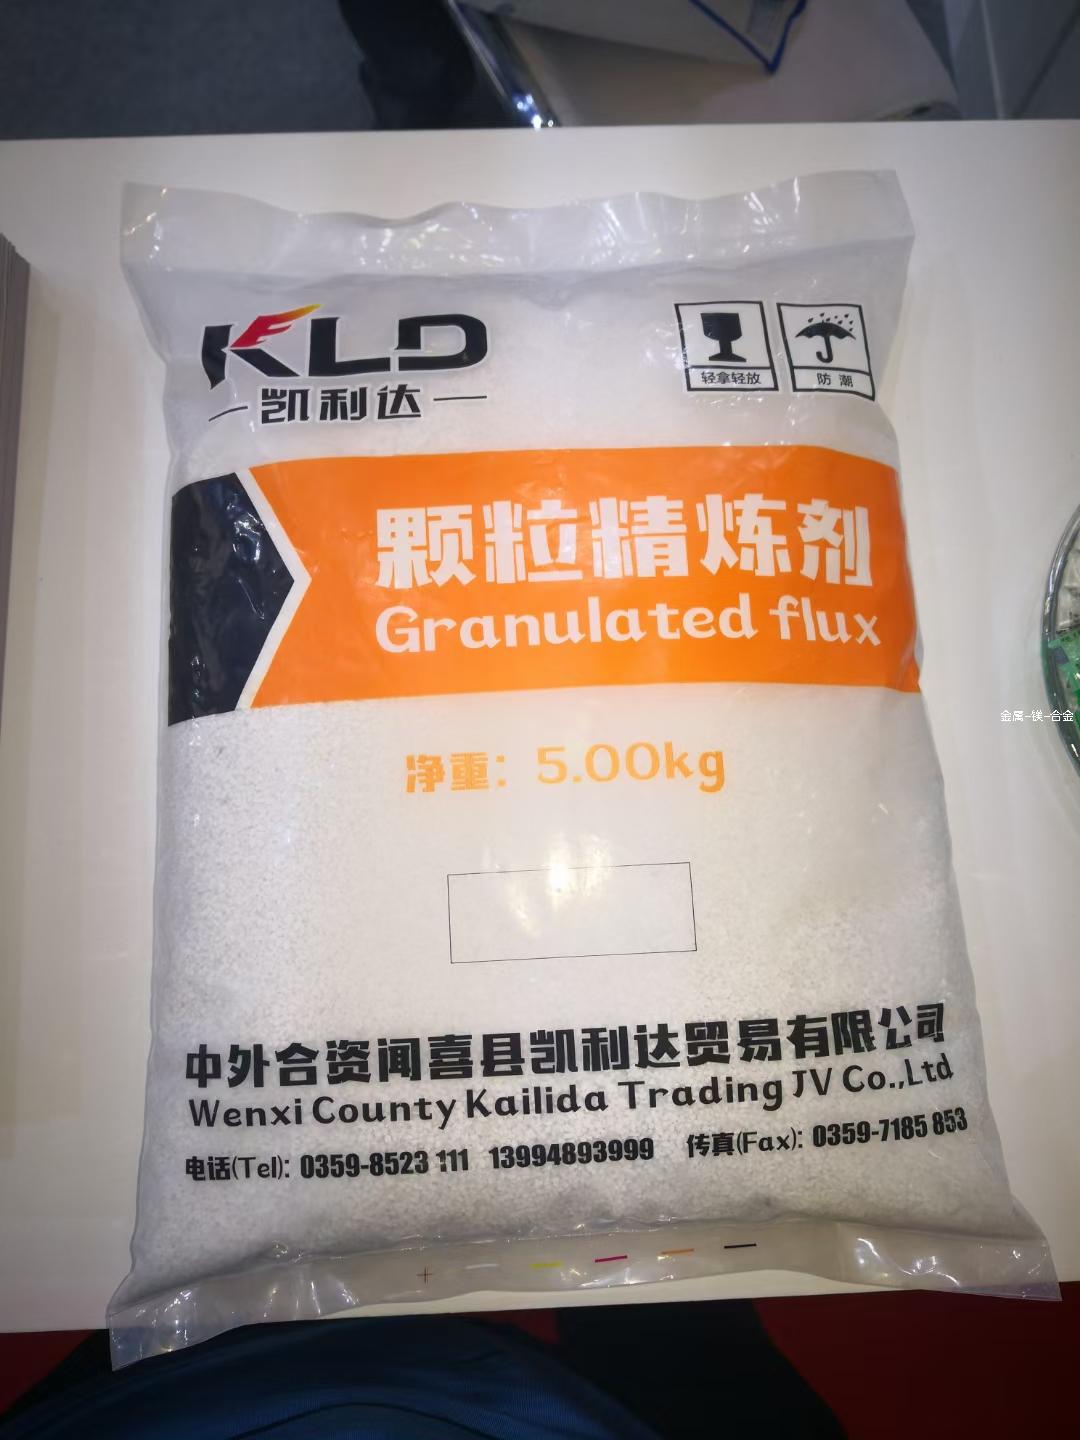 KLD
凯利达
轻拿轻放
防潮
颗粒精炼剂
Granulated flux
金属-镁-合金
净重：5.00kg
中外合资闻喜县凯利达贸易有限公司
Wenxi County Kailida Trading JV Co.,Ltd
电话(Tel): 0359-8523 111 13994893999 传真(Fax): 0359-7185 853